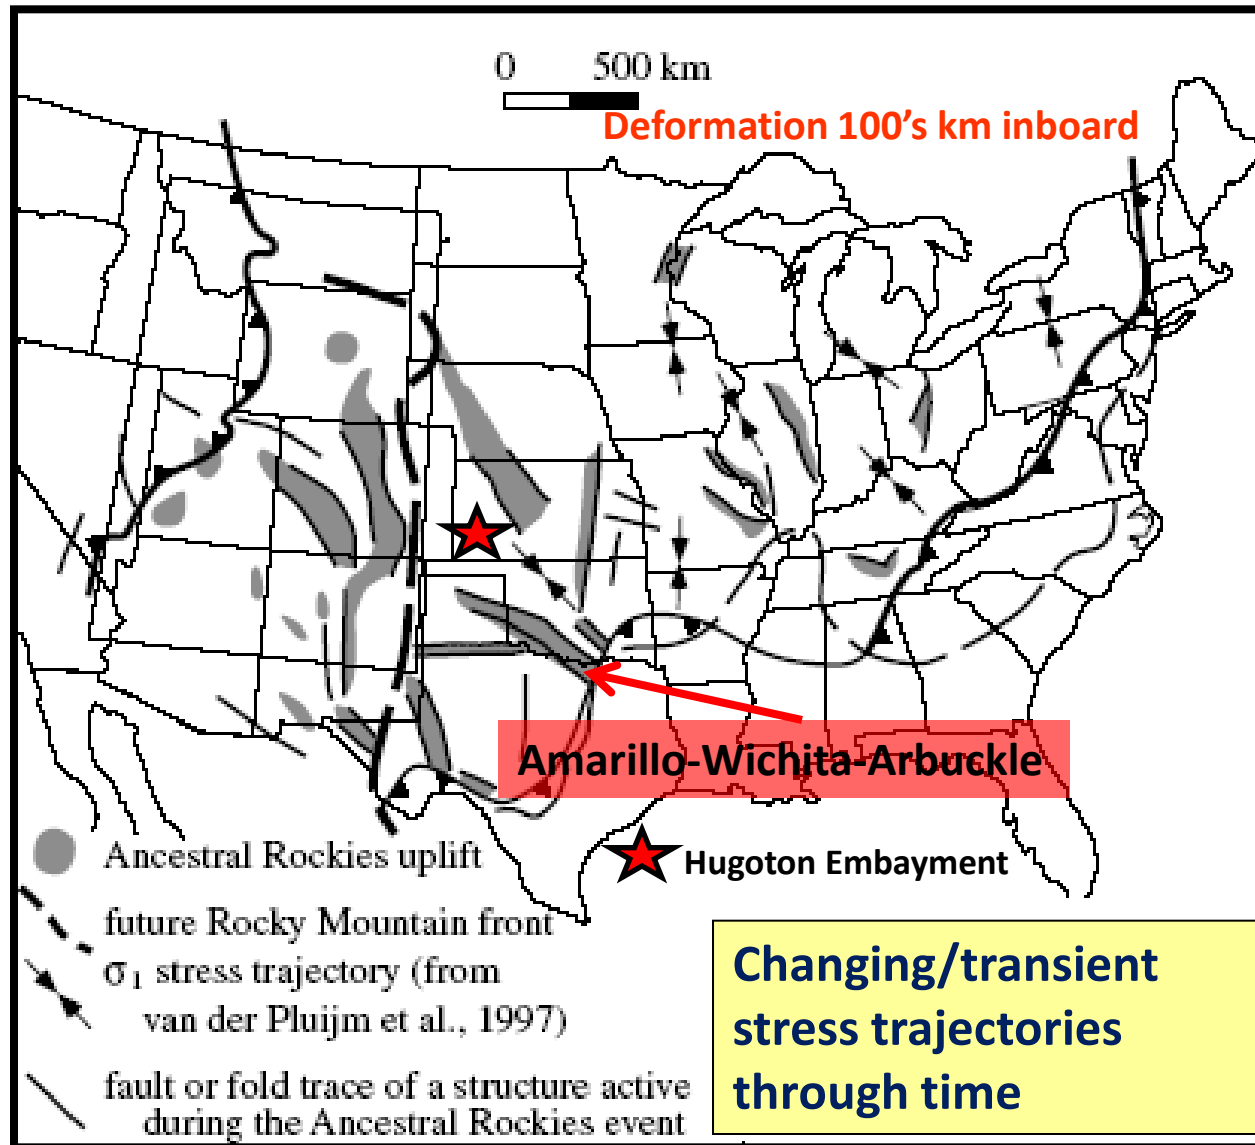 0 500 km
Deformation 100's km inboard
Amarillo-Wichita-Arbuckle
Hugoton Embayment
Ancestral Rockies uplift
future Rocky Mountain front
σ1 stress trajectory (from
van der Pluijm et al., 1997)
fault or fold trace of a structure active
during the Ancestral Rockies event
Changing/transient
stress trajectories
through time